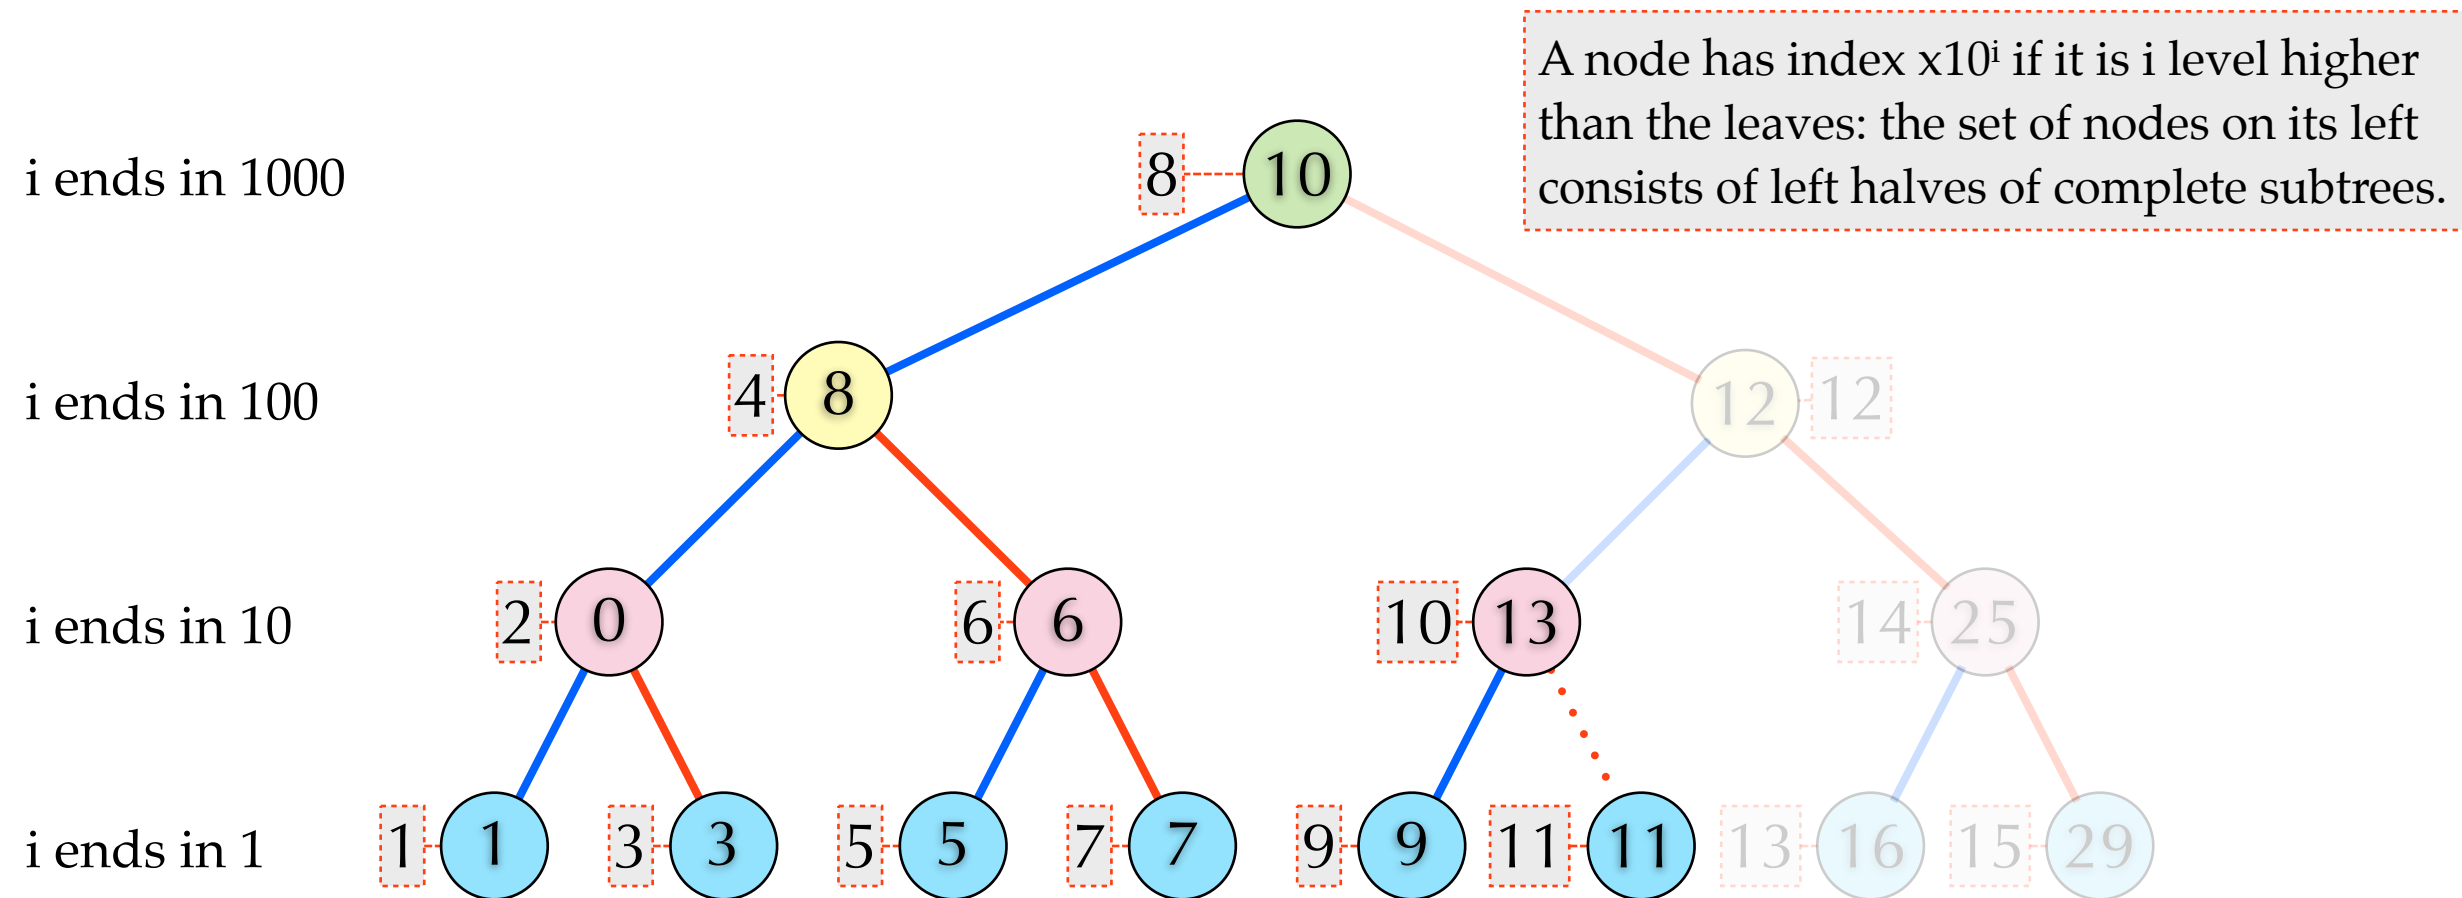 A node has index x10ⁱ if it is i level higher
than the leaves: the set of nodes on its left
consists of left halves of complete subtrees.
i ends in 1000
8 10
i ends in 100
4 8 12 12
i ends in 10
2 0 6 6 10 13 14 25
i ends in 1
1 1 3 3 5 5 7 7 9 9 11 11 13 16 15 29